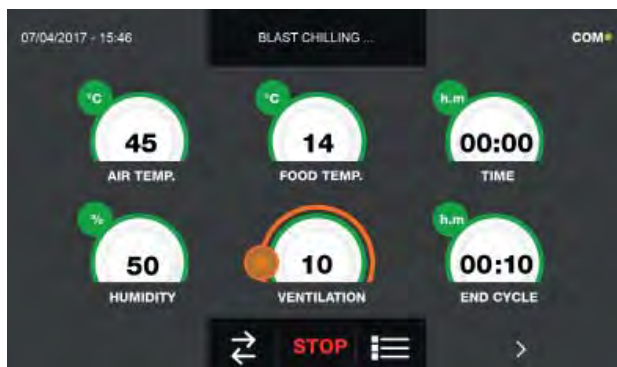 07/04/2017 - 15:46
BLAST CHILLING ...
COM
°C
45
AIR TEMP.
°C
14
FOOD TEMP.
h.m
00:00
TIME
%
50
HUMIDITY
10
VENTILATION
h.m
00:10
END CYCLE
STOP